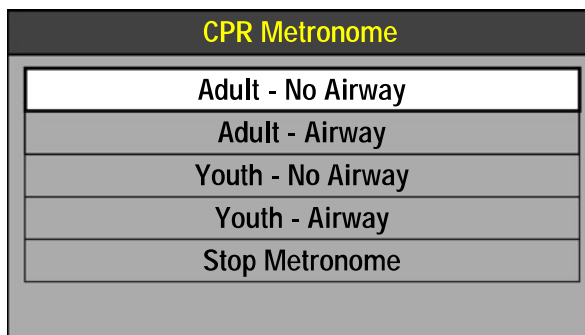 CPR Metronome
Adult - No Airway
Adult - Airway
Youth - No Airway
Youth - Airway
Stop Metronome